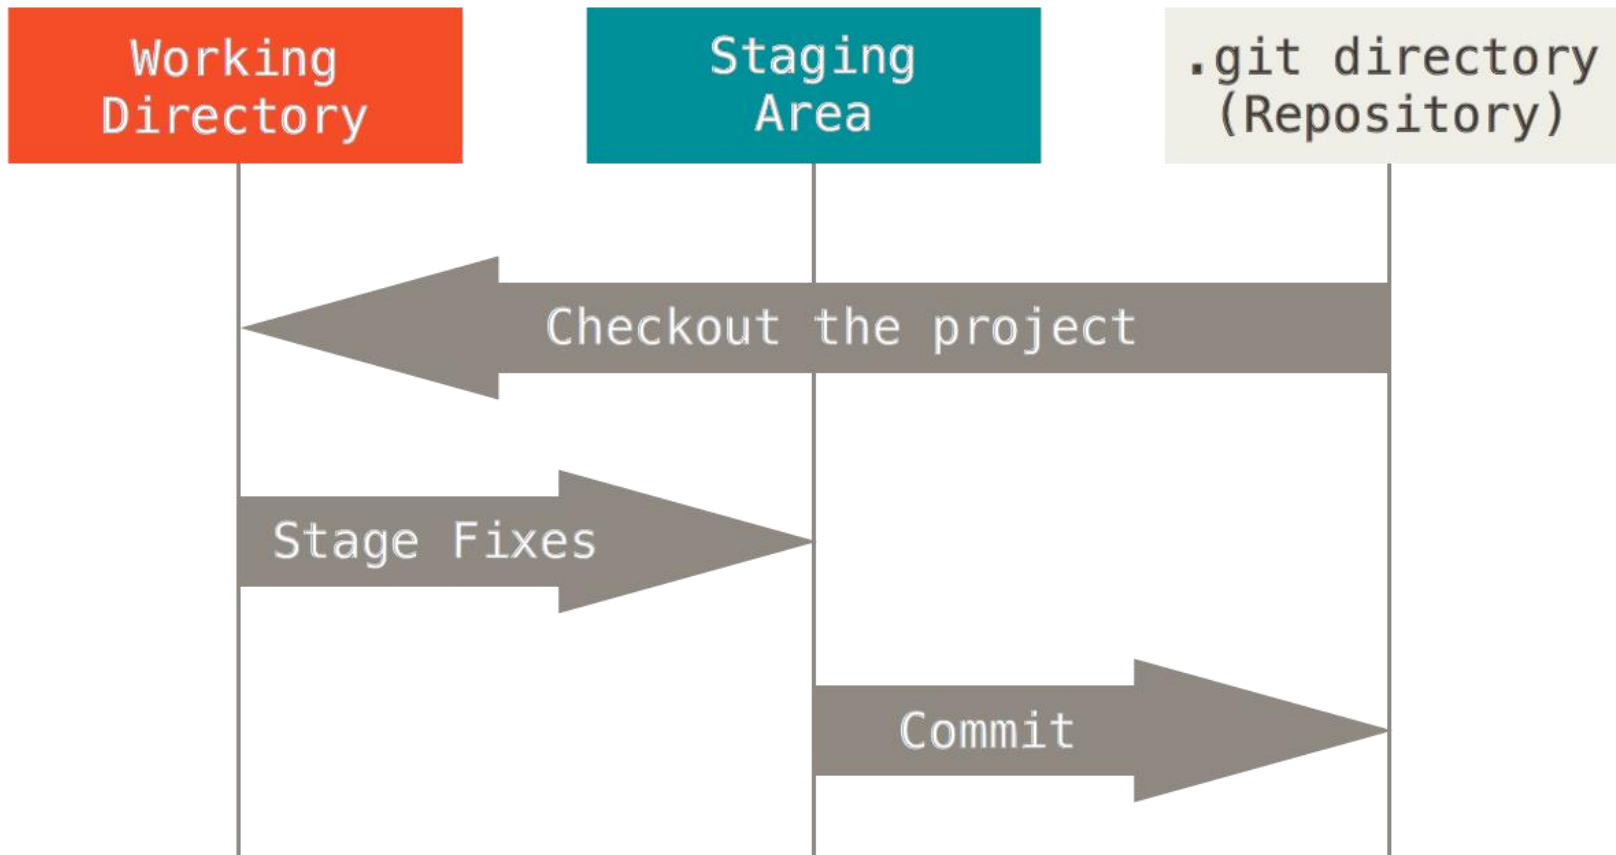 Working
Directory
Staging
Area
.git directory
(Repository)
Checkout the project
Stage Fixes
Commit